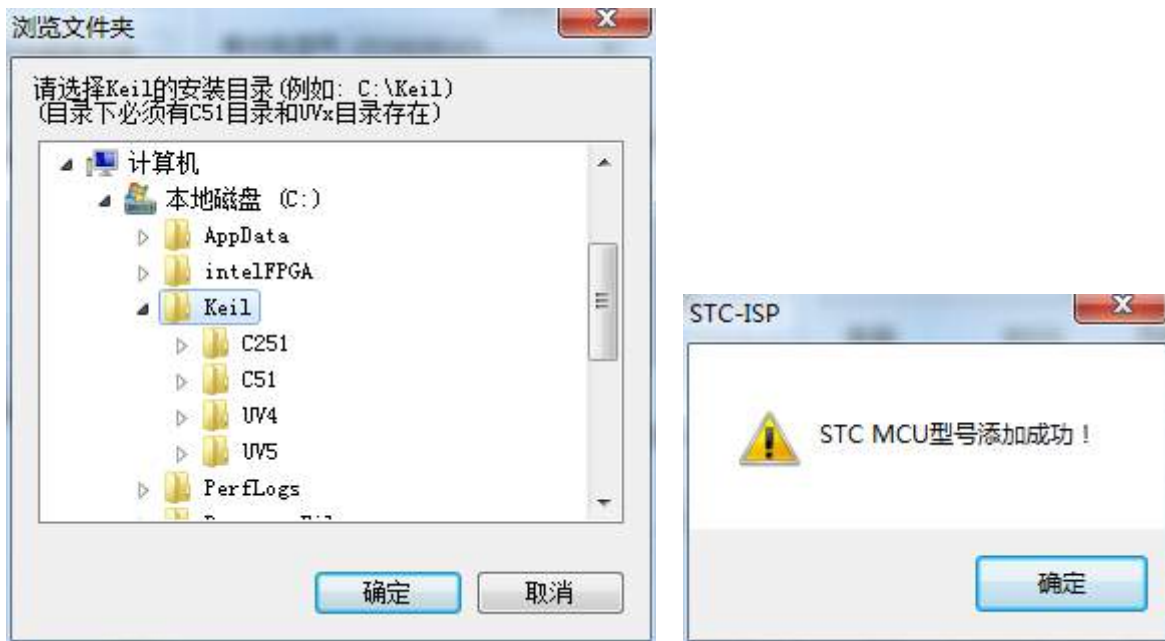 浏览文件夹
请选择Keil的安装目录(例如: C:\Keil)
(目录下必须有C51目录和UVx目录存在)
计算机
本地磁盘 (C:)
AppData
intelFPGA
Keil
C251
C51
UV4
UV5
PerfLogs
确定
取消
STC-ISP
STC MCU型号添加成功！
确定